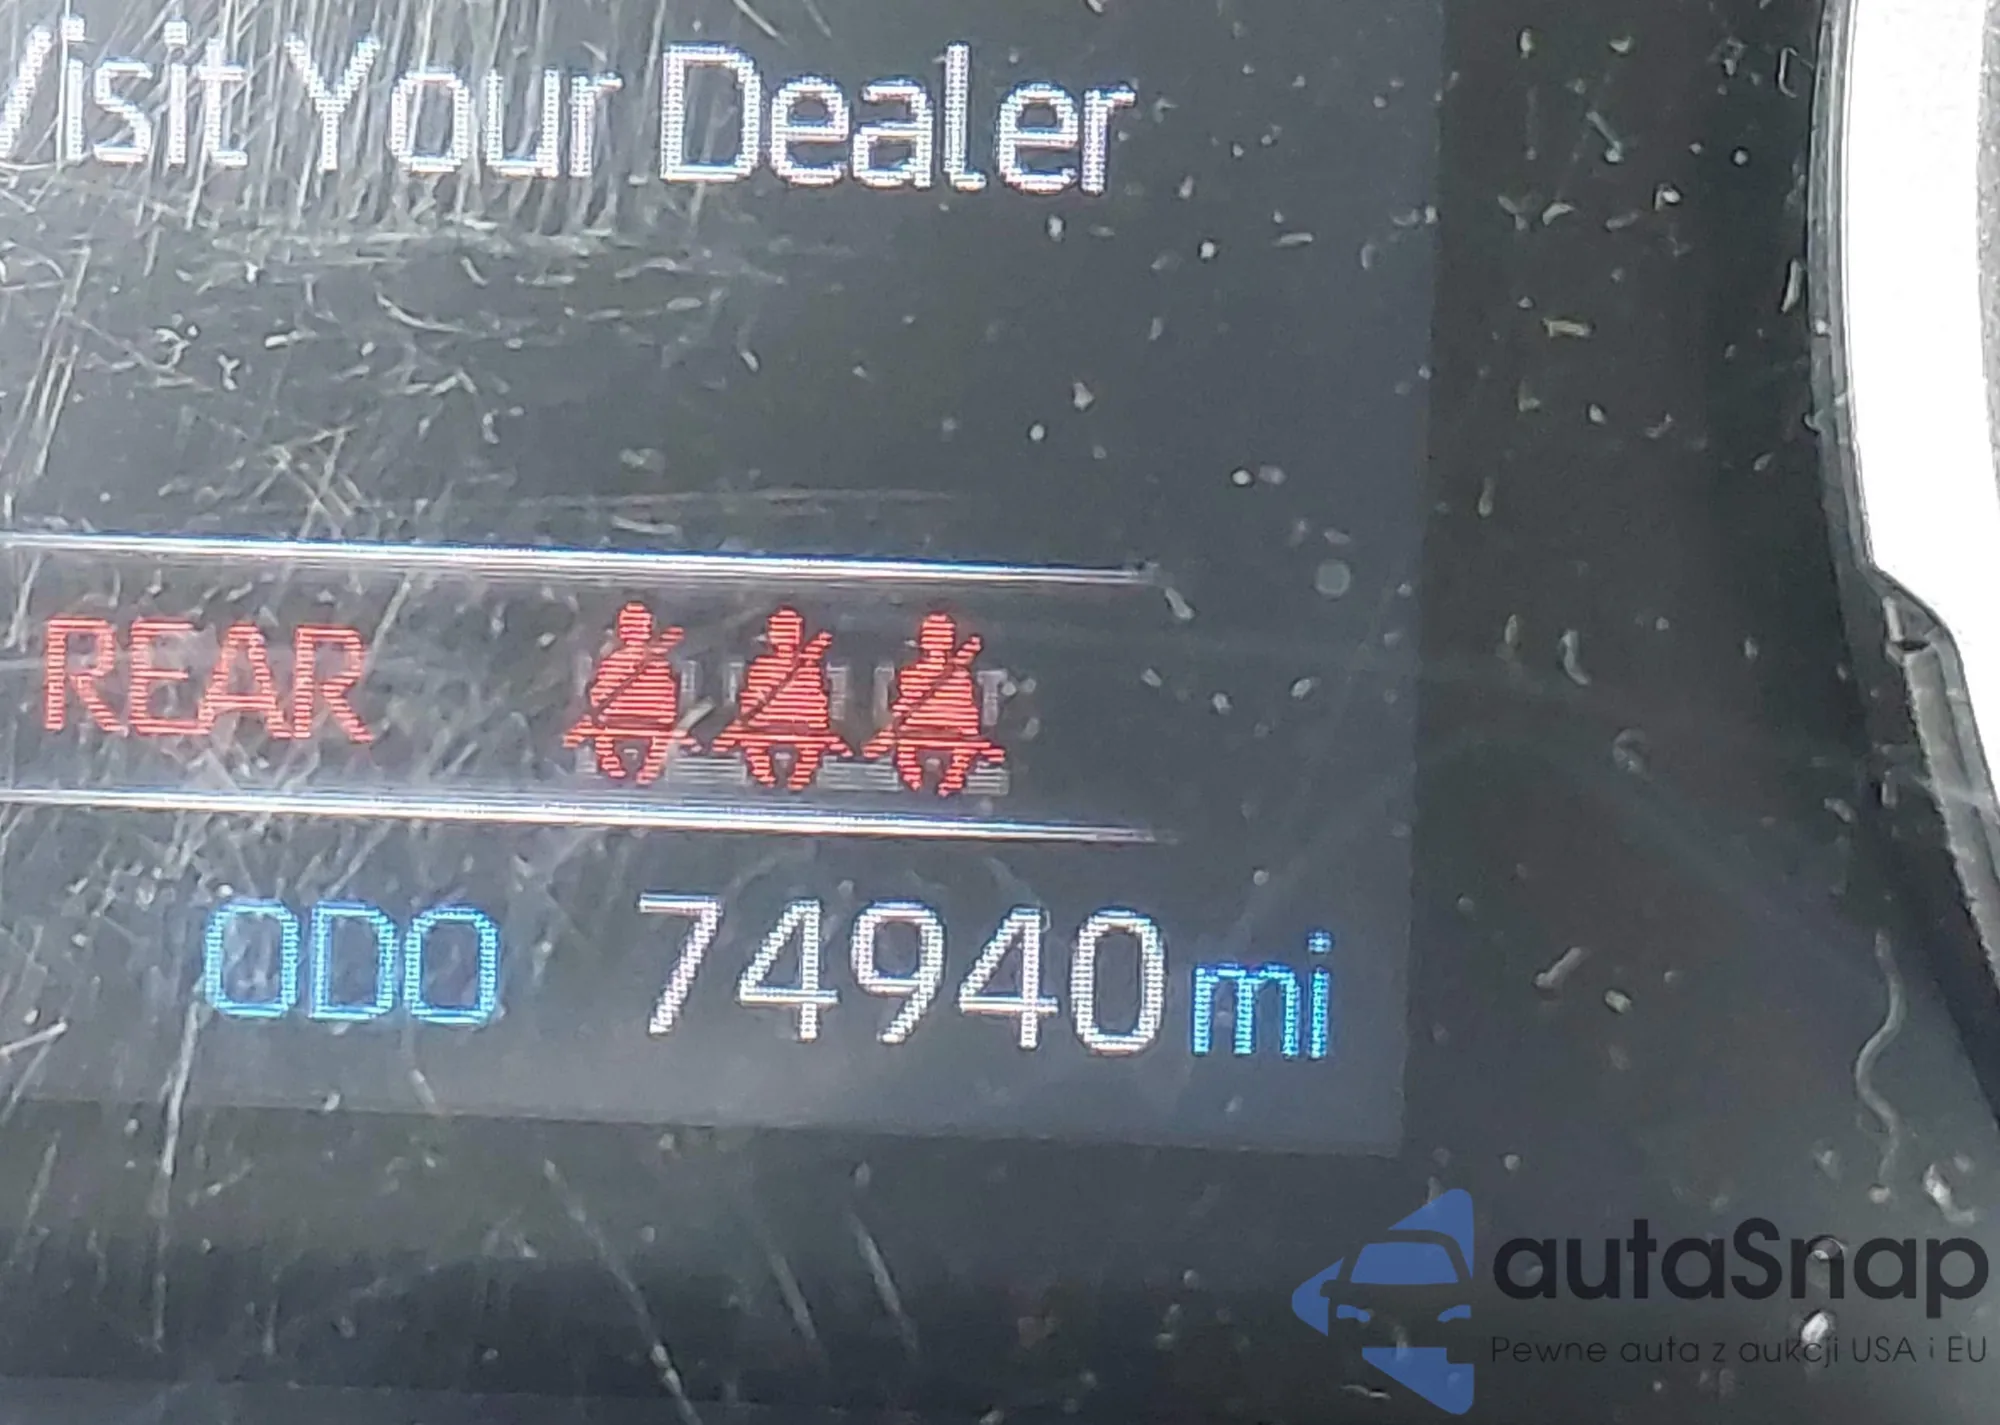 Visit Your Dealer
REAR
ODO 74940 mi
autaSnap
Pewne auta z aukcji USA i EU